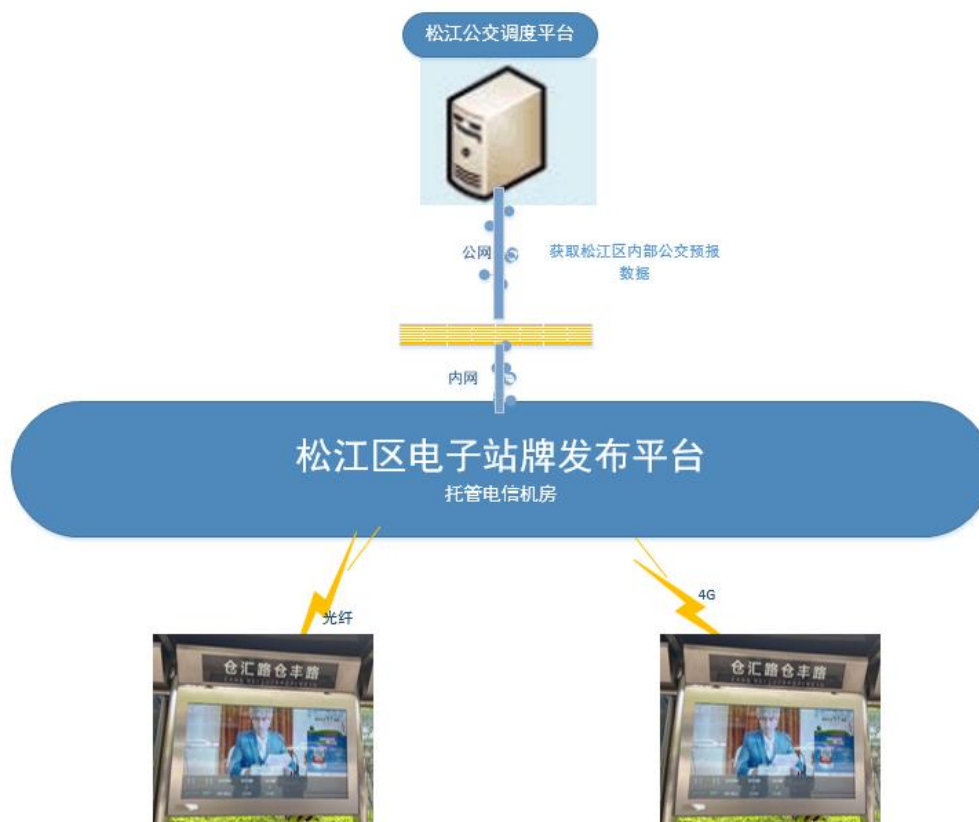 松江公交调度平台
公网
获取松江区内部公交预报
数据
内网
松江区电子站牌发布平台
托管电信机房
光纤
4G
仓汇路仓丰路
仓汇路仓丰路